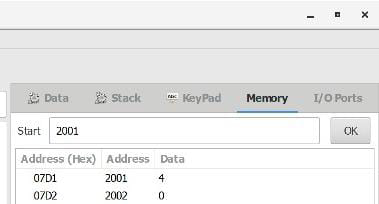 Data Stack KeyPad Memory I/O Ports
Start 2001 OK
Address (Hex) Address Data
07D1 2001 4
07D2 2002 0